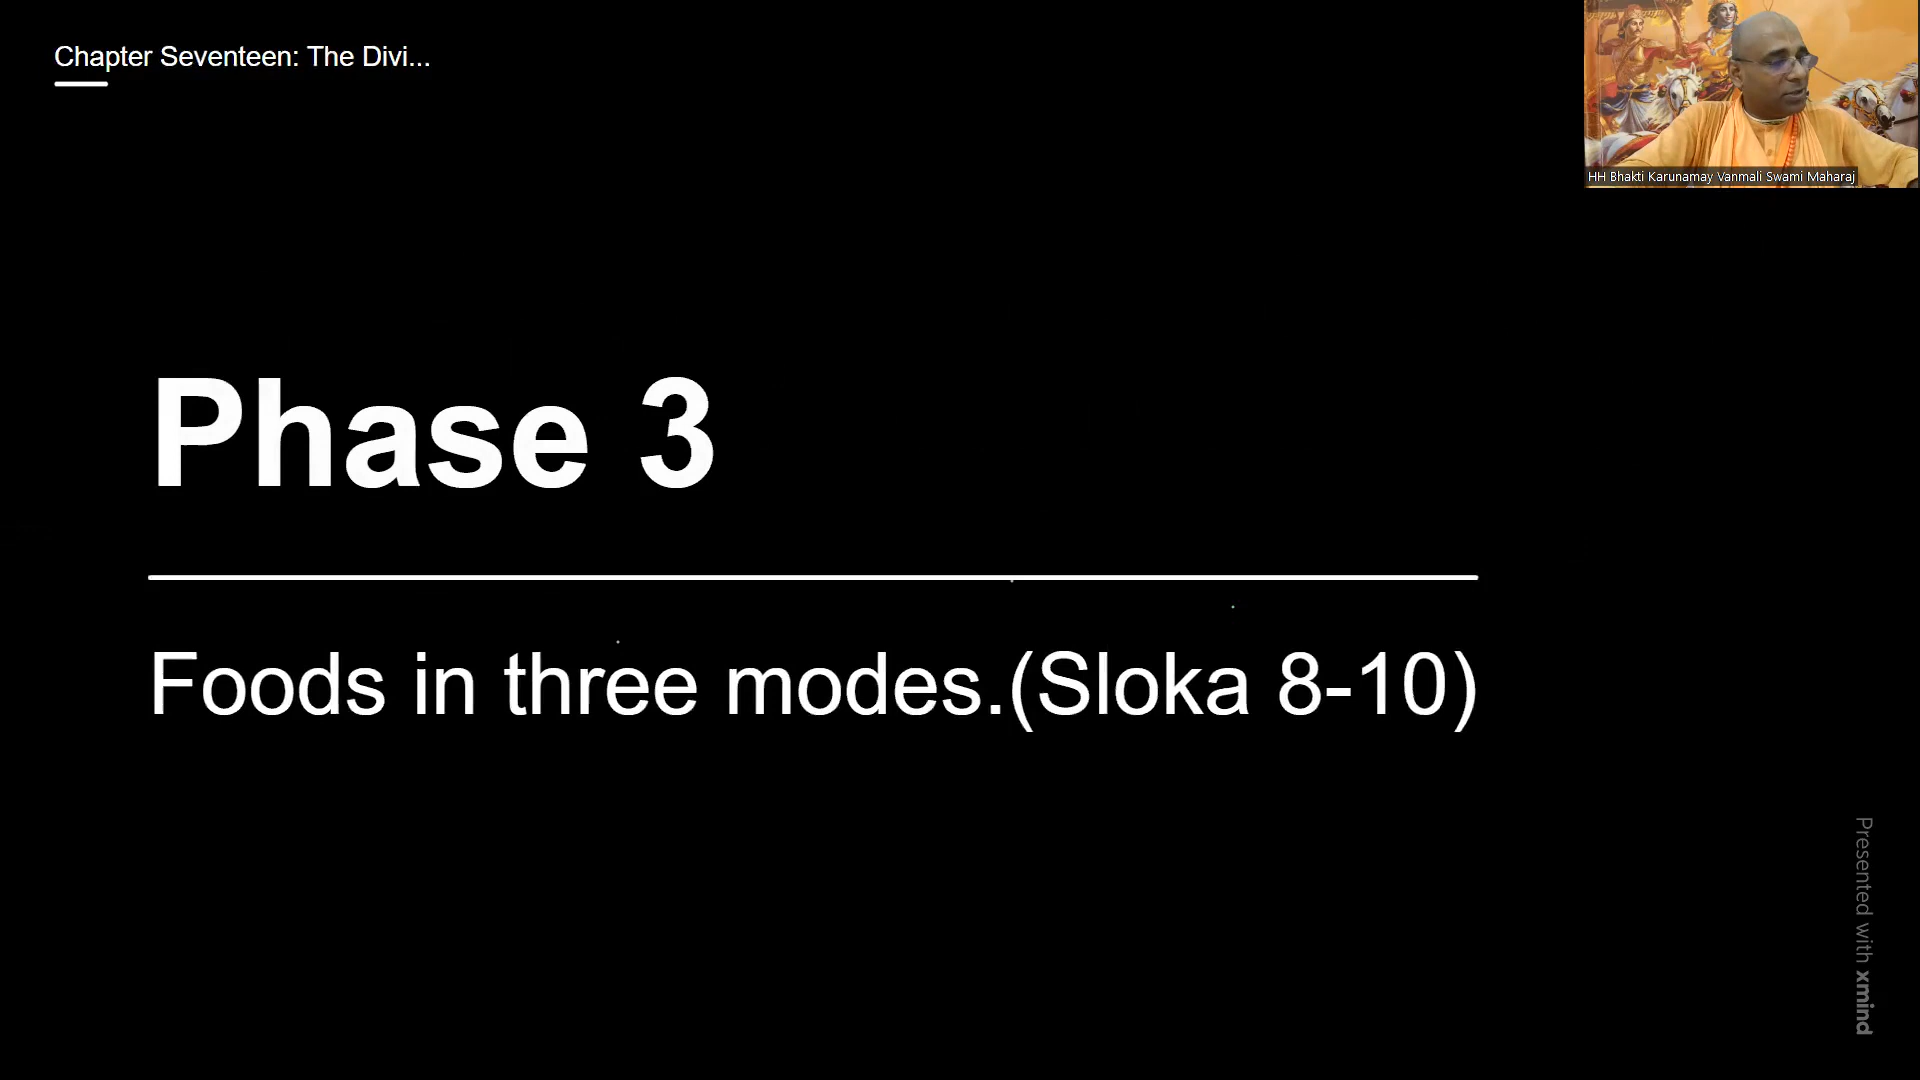 Chapter Seventeen: The Divi...
HH Bhakti Karunamay Vanmali Swami Maharaj
Phase 3
Foods in three modes.(Sloka 8-10)
Presented with xmind